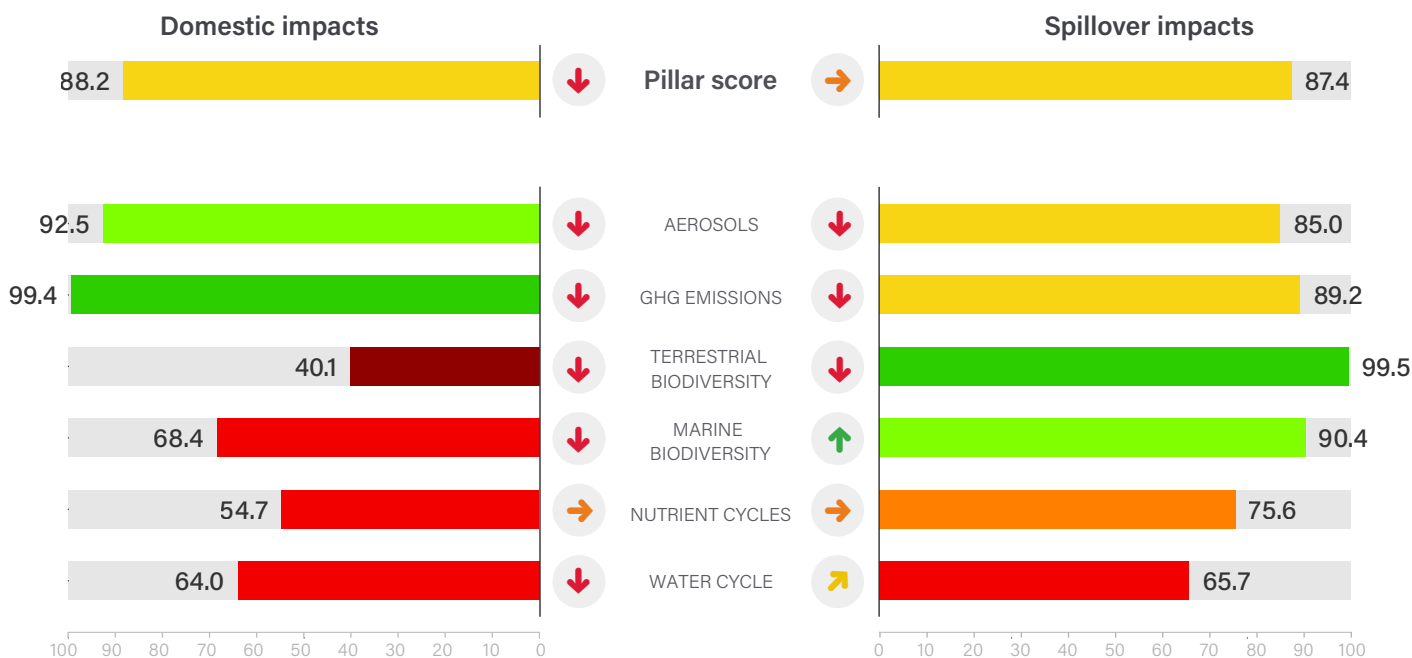 Domestic impacts
Spillover impacts
88.2
Pillar score
87.4
92.5
AEROSOLS
85.0
99.4
GHG EMISSIONS
89.2
40.1
TERRESTRIAL
BIODIVERSITY
99.5
68.4
MARINE
BIODIVERSITY
90.4
54.7
NUTRIENT CYCLES
75.6
64.0
WATER CYCLE
65.7
100 90 80 70 60 50 40 30 20 10 0
0 10 20 30 40 50 60 70 80 90 100